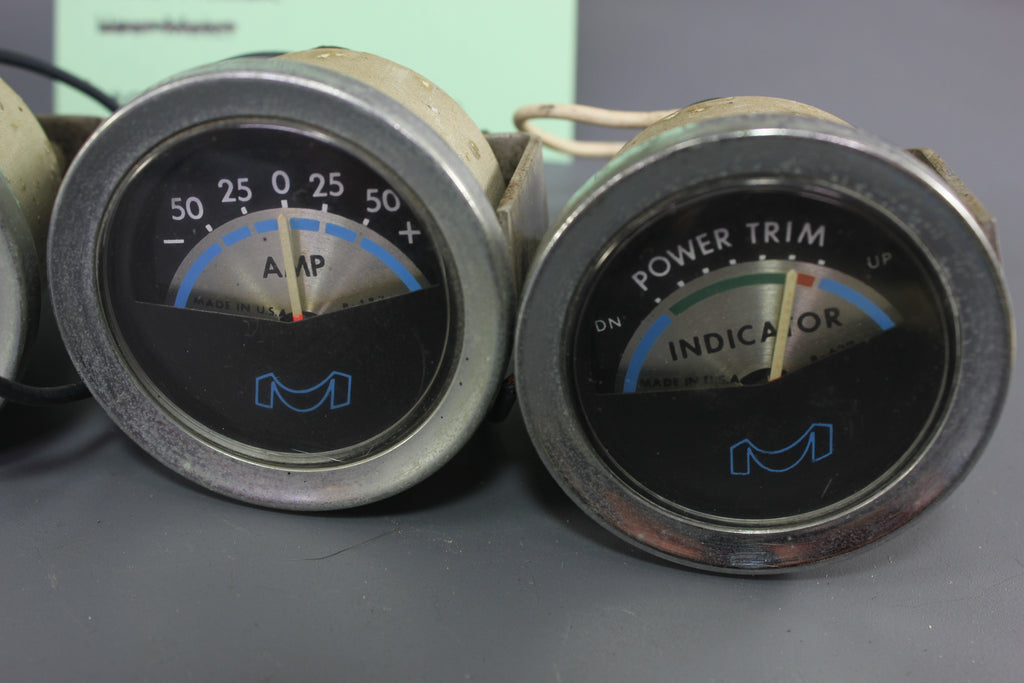 50 25 0 25 50
− +
AMP
MADE IN U.S.A.
POWER TRIM
DN UP
INDICATOR
MADE IN U.S.A.